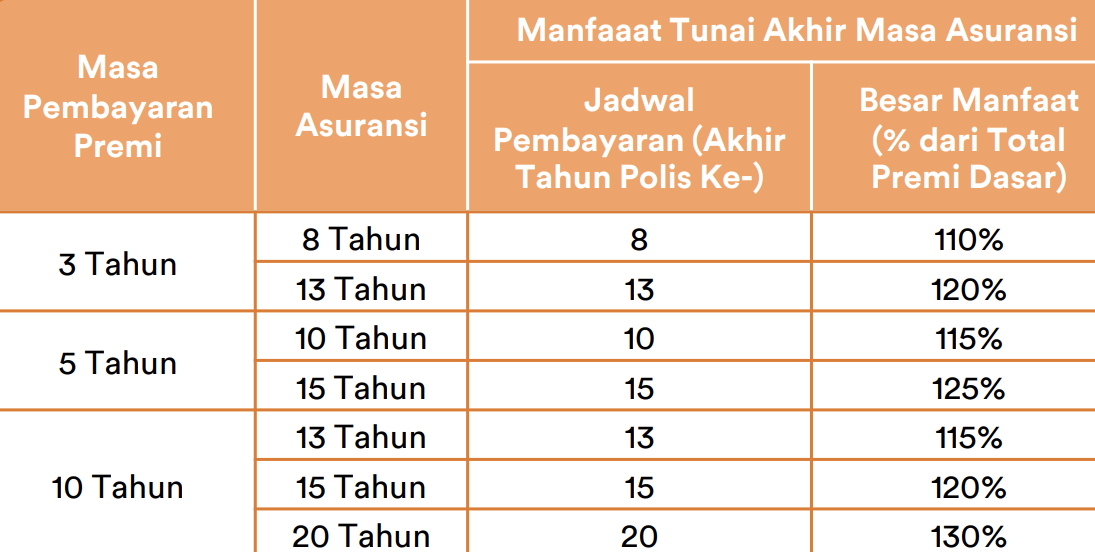 Masa
Pembayaran
Premi
Masa
Asuransi
Manfaaat Tunai Akhir Masa Asuransi
Jadwal
Pembayaran (Akhir
Tahun Polis Ke-)
Besar Manfaat
(% dari Total
Premi Dasar)
3 Tahun
8 Tahun
8
110%
13 Tahun
13
120%
5 Tahun
10 Tahun
10
115%
15 Tahun
15
125%
10 Tahun
13 Tahun
13
115%
15 Tahun
15
120%
20 Tahun
20
130%